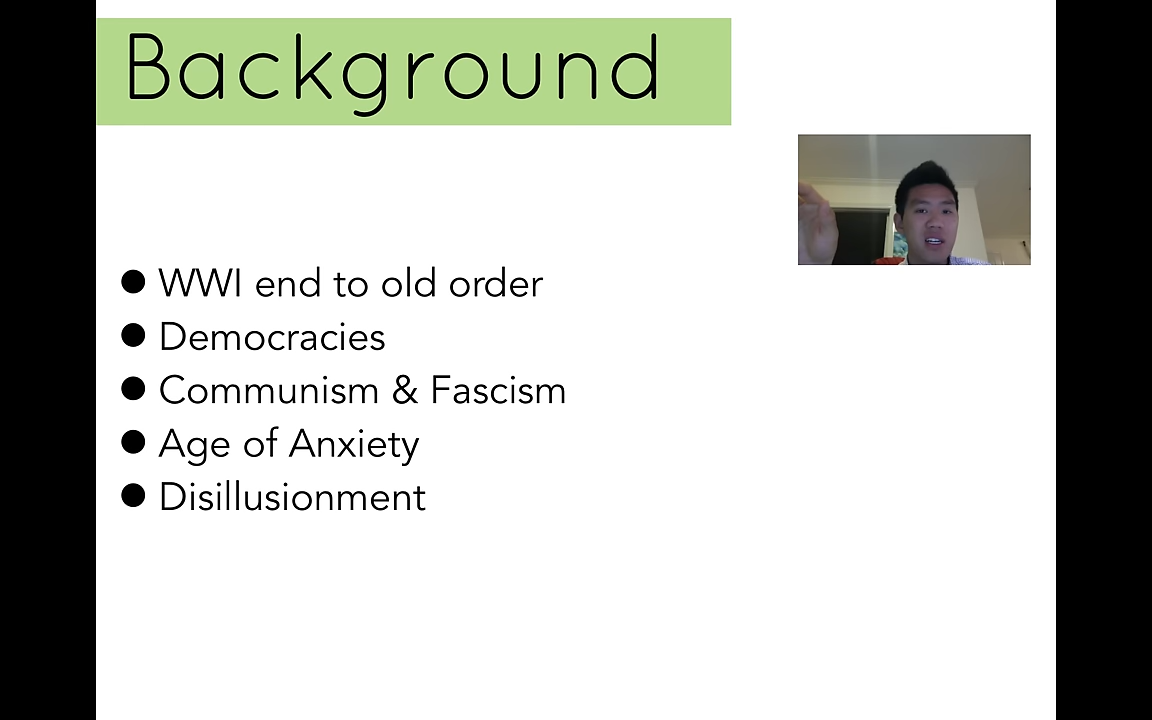 Background
● WWI end to old order
● Democracies
● Communism & Fascism
● Age of Anxiety
● Disillusionment